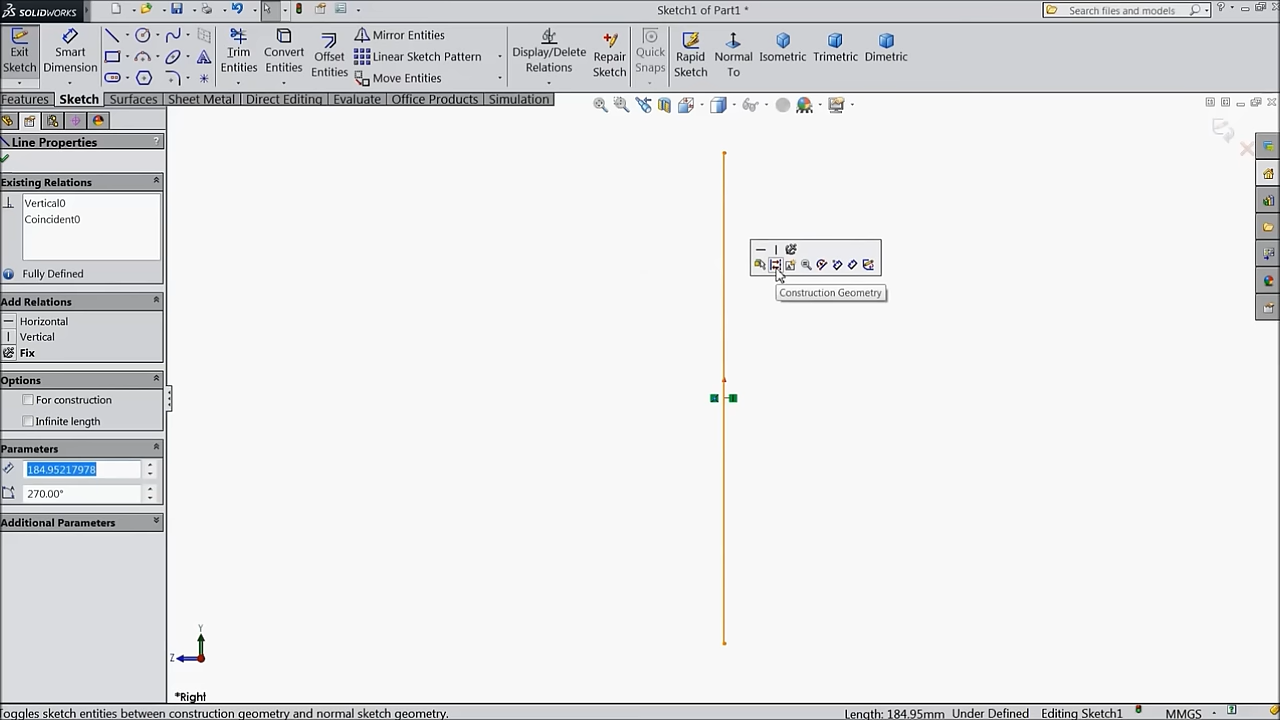 SOLIDWORKS
Sketch1 of Part1 *
Search files and models
Exit Sketch
Smart Dimension
Trim Entities
Convert Entities
Offset Entities
Mirror Entities
Linear Sketch Pattern
Move Entities
Display/Delete Relations
Repair Sketch
Quick Snaps
Rapid Sketch
Normal To
Isometric
Trimetric
Dimetric
Features
Sketch
Surfaces
Sheet Metal
Direct Editing
Evaluate
Office Products
Simulation
Line Properties
?
Existing Relations
Vertical0
Coincident0
Fully Defined
Add Relations
Horizontal
Vertical
Fix
Options
For construction
Infinite length
Parameters
184.95217978
270.00°
Additional Parameters
Construction Geometry
Y
Z
*Right
Toggles sketch entities between construction geometry and normal sketch geometry.
Length: 184.95mm
Under Defined
Editing Sketch1
MMGS